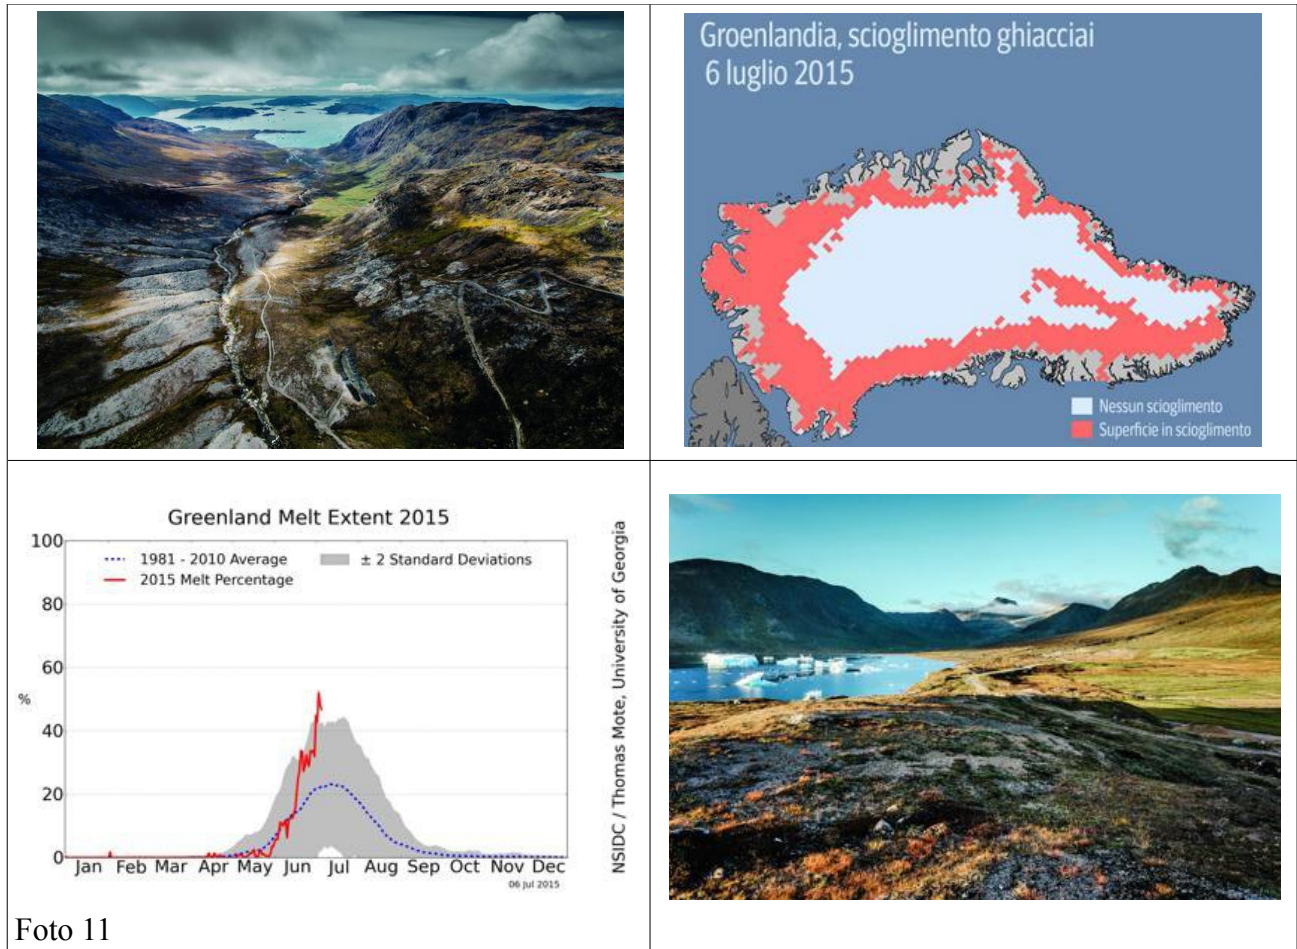 Groenlandia, scioglimento ghiacciai
6 luglio 2015
Nessun scioglimento
Superficie in scioglimento
Greenland Melt Extent 2015
100
1981 - 2010 Average
± 2 Standard Deviations
2015 Melt Percentage
80
60
%
40
20
0
Jan Feb Mar Apr May Jun Jul Aug Sep Oct Nov Dec
06 Jul 2015
NSIDC / Thomas Mote, University of Georgia
Foto 11